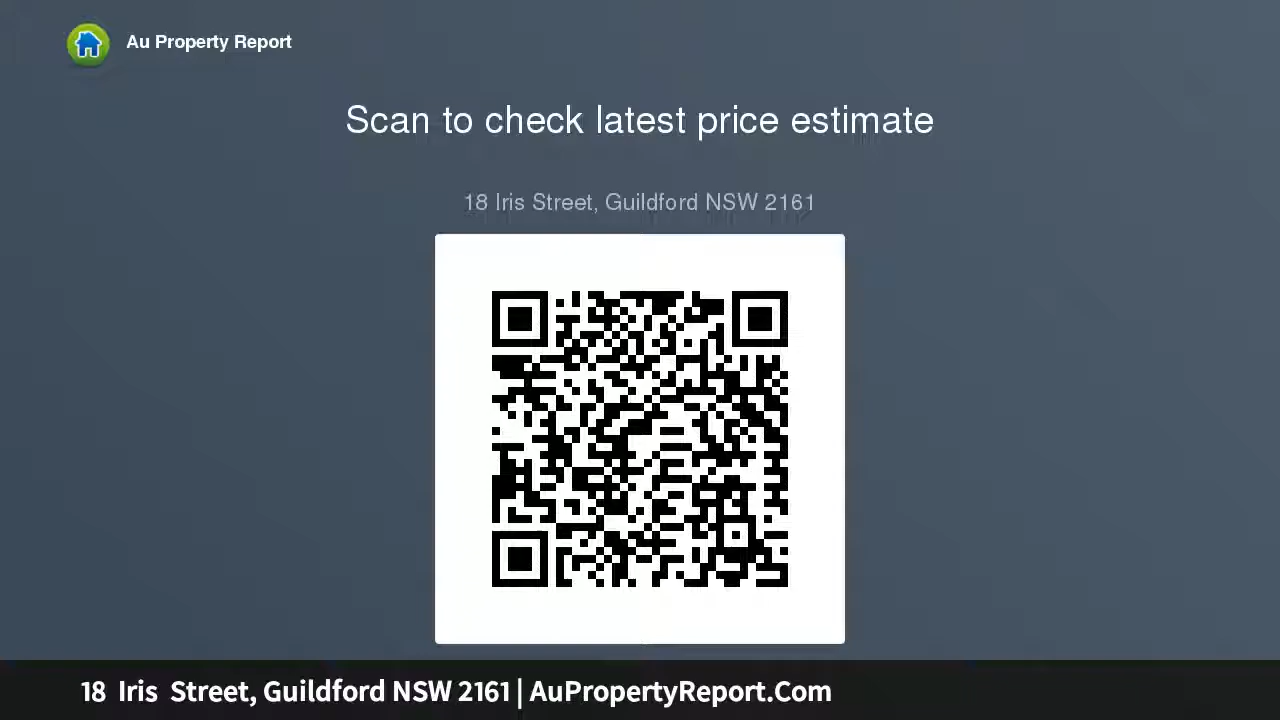 Au Property Report
Scan to check latest price estimate
18 Iris Street, Guildford NSW 2161
18 Iris Street, Guildford NSW 2161 | AuPropertyReport.Com